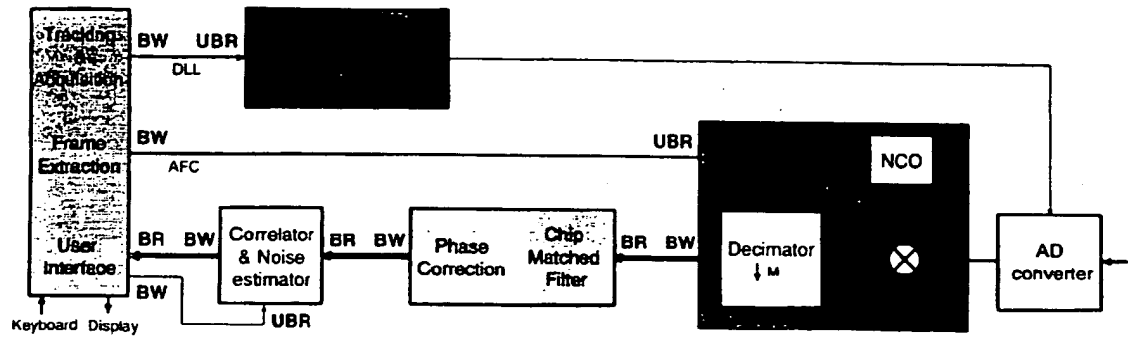 Tracking
&
Acquisition
BW
UBR
DLL
Frame
Extraction
BW
AFC
UBR
NCO
User
Interface
BR
BW
Correlator
& Noise
estimator
BR
BW
Phase
Correction
Chip
Matched
Filter
BR
BW
Decimator
↓ M
AD
converter
BW
UBR
Keyboard
Display